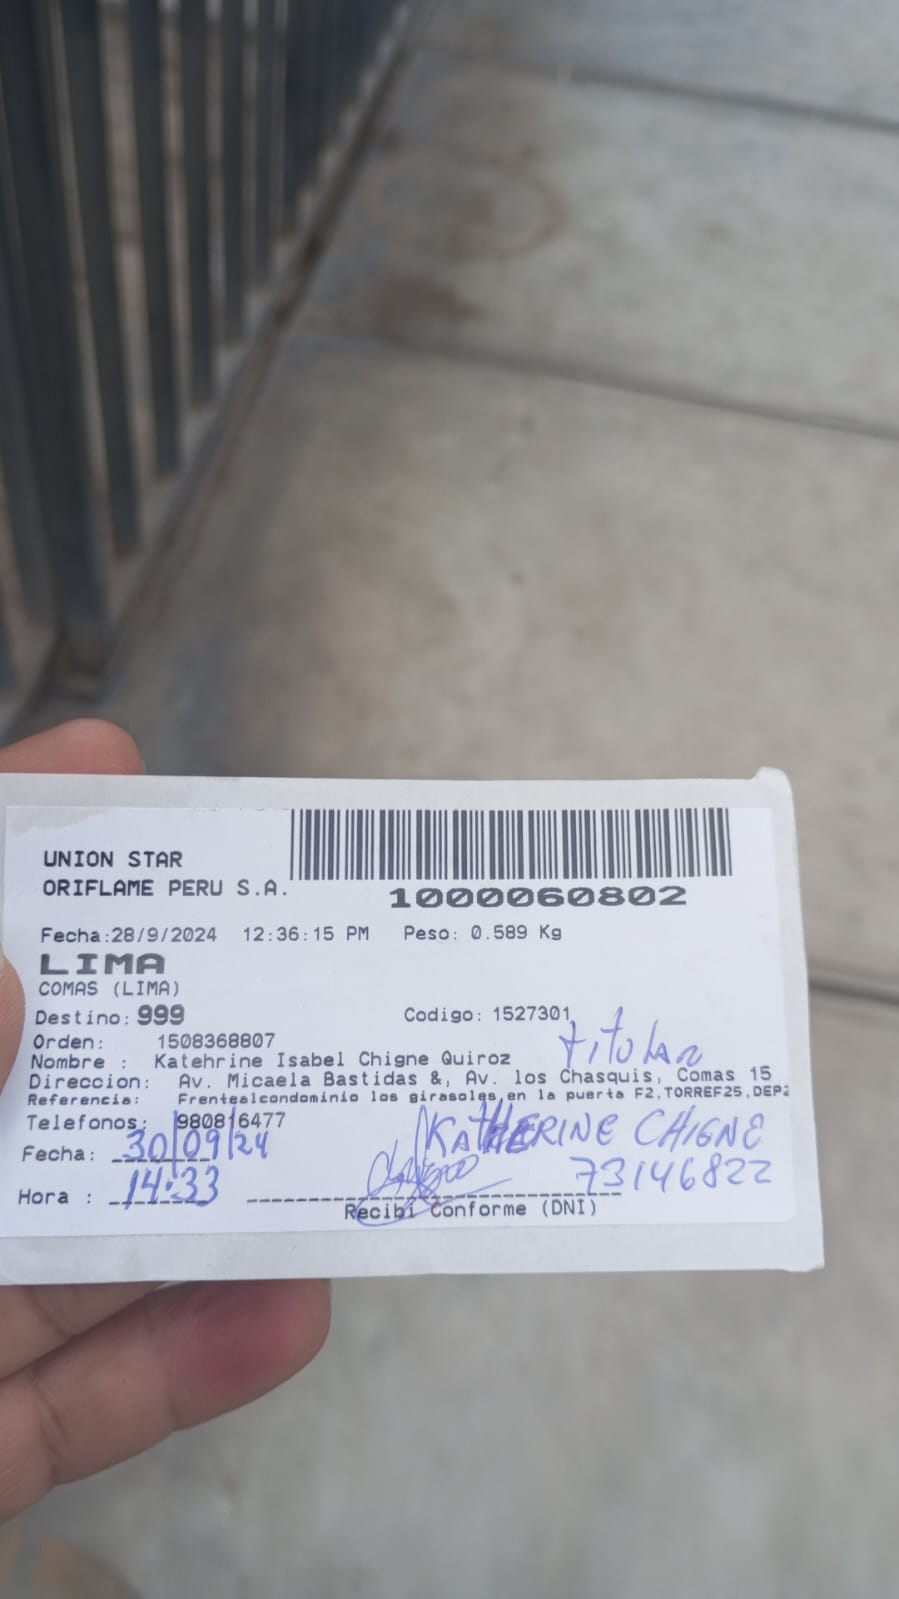 UNION STAR
ORIFLAME PERU S.A.
1000060802
Fecha:28/9/2024 12:36:15 PM Peso: 0.589 Kg
LIMA
COMAS (LIMA)
Destino: 999 Codigo: 1527301
Orden: 1508368807 titular
Nombre : Katehrine Isabel Chigne Quiroz
Direccion: Av. Micaela Bastidas &, Av. los Chasquis, Comas 15
Referencia: Frentealcondominio los girasoles,en la puerta F2,TORREF25,DEP2
Telefonos: 980816477
KATHERINE CHIGNE
Fecha: 30/09/24
73146822
Hora : 14:33
Recibi Conforme (DNI)